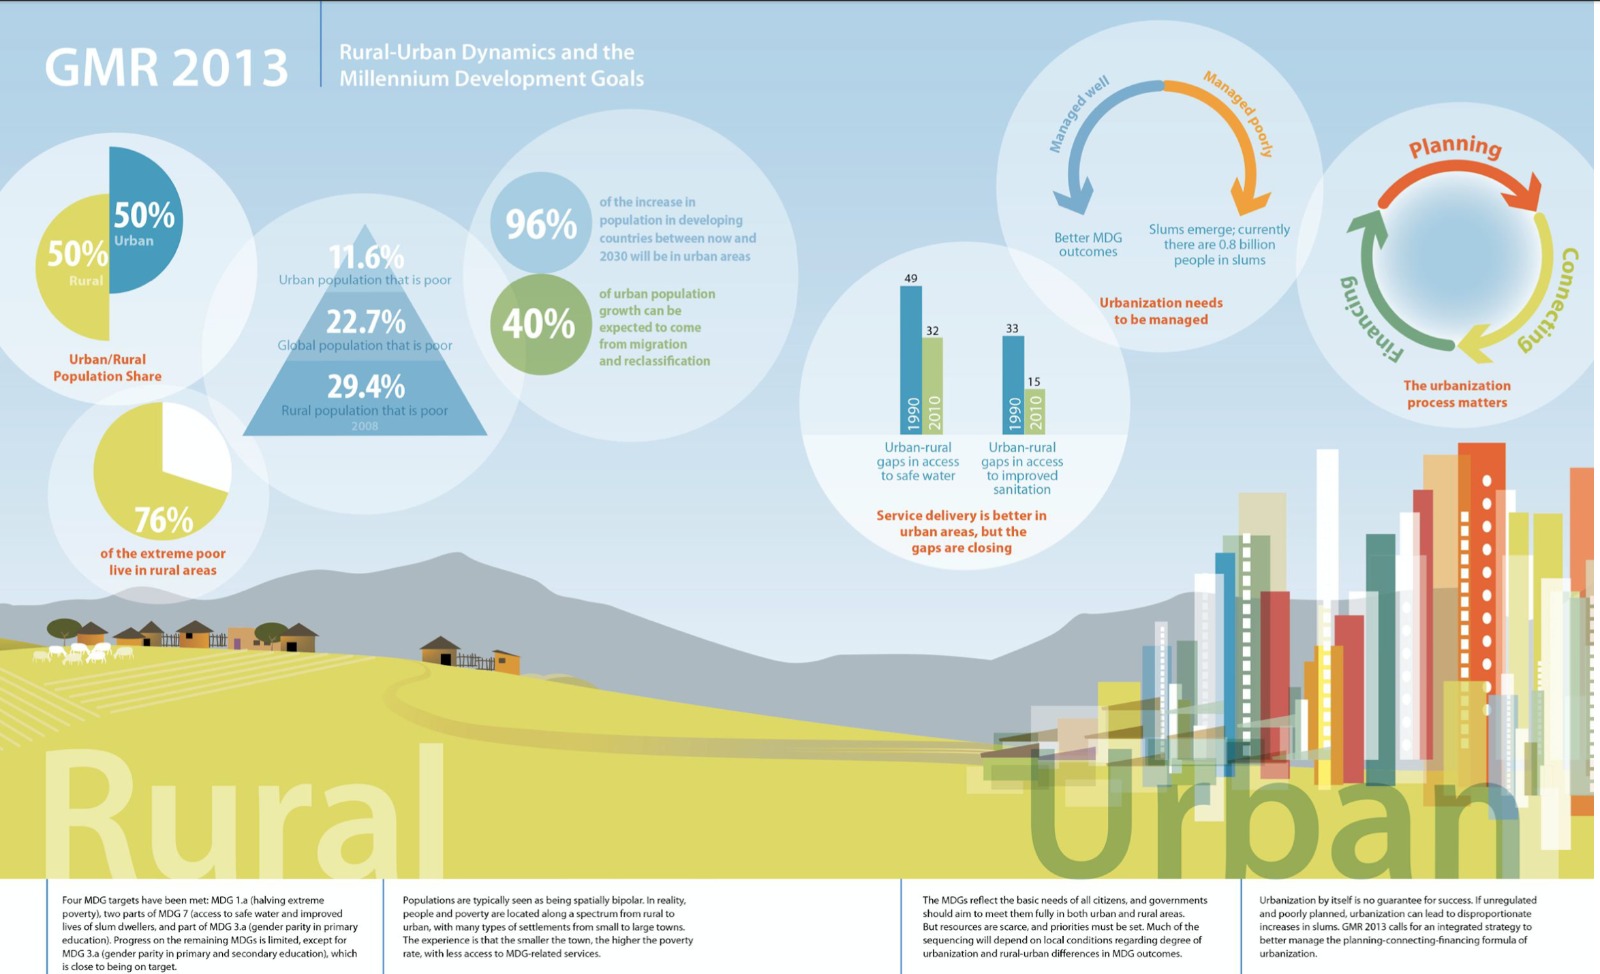 GMR 2013
Rural-Urban Dynamics and the
Millennium Development Goals
50%
Urban
50%
Rural
Urban/Rural
Population Share
76%
of the extreme poor
live in rural areas
11.6%
Urban population that is poor
22.7%
Global population that is poor
29.4%
Rural population that is poor
2008
96%
of the increase in
population in developing
countries between now and
2030 will be in urban areas
40%
of urban population
growth can be
expected to come
from migration
and reclassification
49
32
1990
2010
Urban-rural
gaps in access
to safe water
33
15
1990
2010
Urban-rural
gaps in access
to improved
sanitation
Service delivery is better in
urban areas, but the
gaps are closing
Managed well
Managed poorly
Better MDG
outcomes
Slums emerge; currently
there are 0.8 billion
people in slums
Urbanization needs
to be managed
Planning
Connecting
Financing
The urbanization
process matters
Rural
Urban
Four MDG targets have been met: MDG 1.a (halving extreme
poverty), two parts of MDG 7 (access to safe water and improved
lives of slum dwellers, and part of MDG 3.a (gender parity in primary
education). Progress on the remaining MDGs is limited, except for
MDG 3.a (gender parity in primary and secondary education), which
is close to being on target.
Populations are typically seen as being spatially bipolar. In reality,
people and poverty are located along a spectrum from rural to
urban, with many types of settlements from small to large towns.
The experience is that the smaller the town, the higher the poverty
rate, with less access to MDG-related services.
The MDGs reflect the basic needs of all citizens, and governments
should aim to meet them fully in both urban and rural areas.
But resources are scarce, and priorities must be set. Much of the
sequencing will depend on local conditions regarding degree of
urbanization and rural-urban differences in MDG outcomes.
Urbanization by itself is no guarantee for success. If unregulated
and poorly planned, urbanization can lead to disproportionate
increases in slums. GMR 2013 calls for an integrated strategy to
better manage the planning-connecting-financing formula of
urbanization.